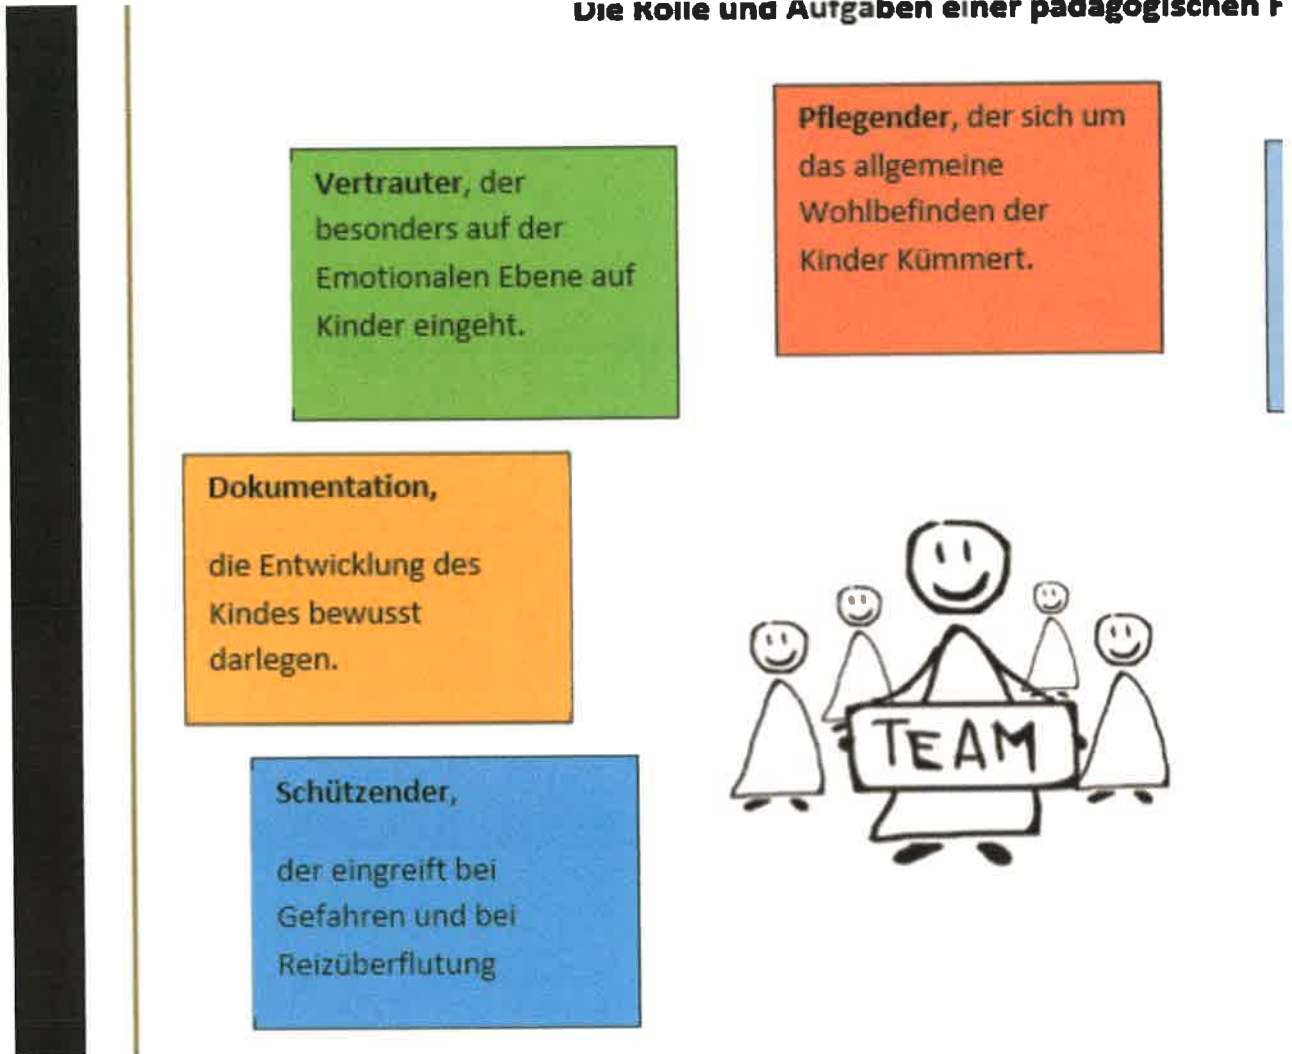 Die Rolle und Aufgaben einer pädagogischen
Pflegender, der sich um
das allgemeine
Wohlbefinden der
Kinder Kümmert.
Vertrauter, der
besonders auf der
Emotionalen Ebene auf
Kinder eingeht.
Dokumentation,
die Entwicklung des
Kindes bewusst
darlegen.
TEAM
Schützender,
der eingreift bei
Gefahren und bei
Reizüberflutung